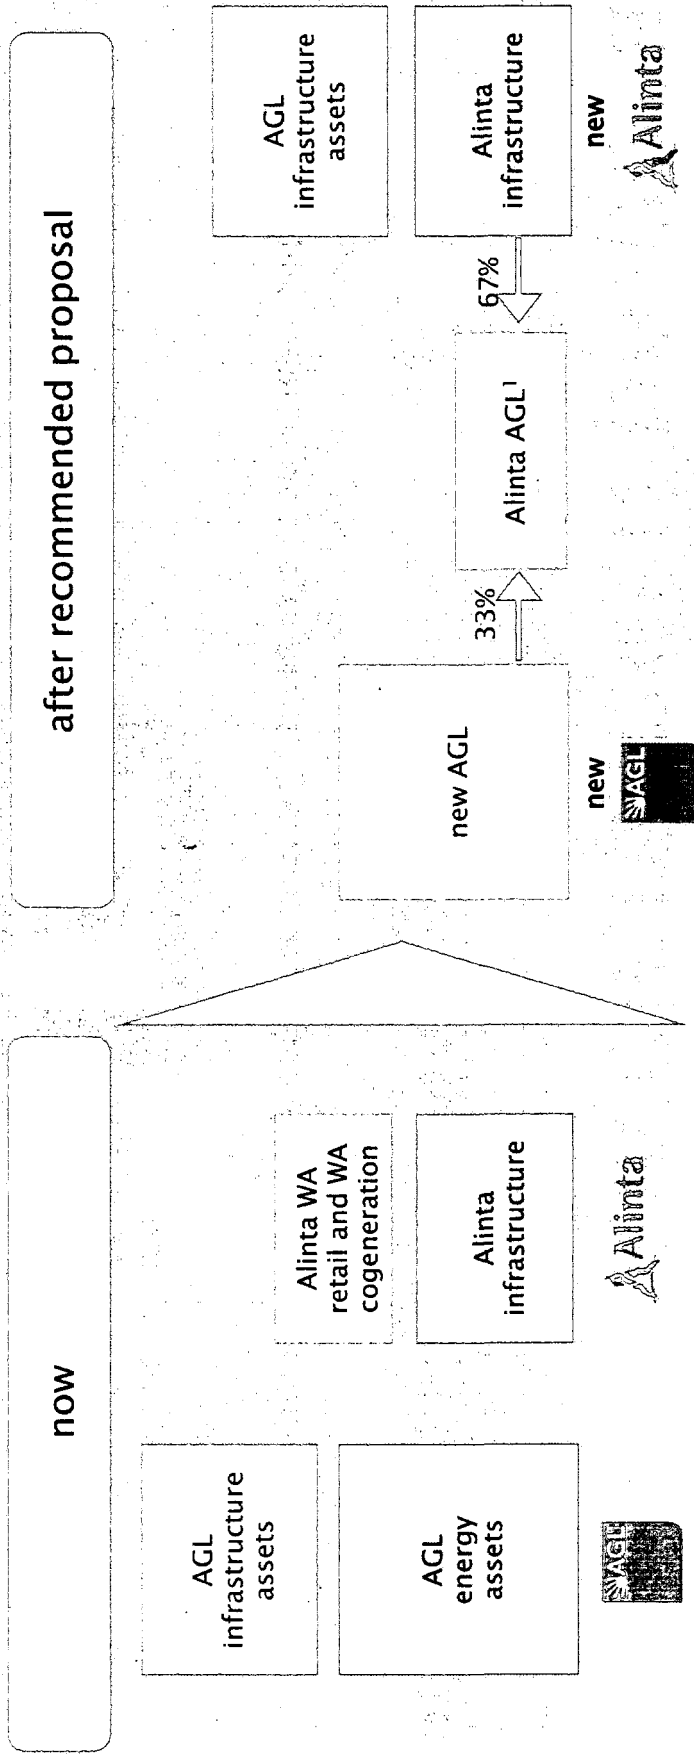 now
after recommended proposal
AGL
infrastructure
assets
AGL
energy
assets
AGL
Alinta WA
retail and WA
cogeneration
Alinta
infrastructure
Alinta
new AGL
new
AGL
33%
Alinta AGL¹
67%
AGL
infrastructure
assets
Alinta
infrastructure
new
Alinta